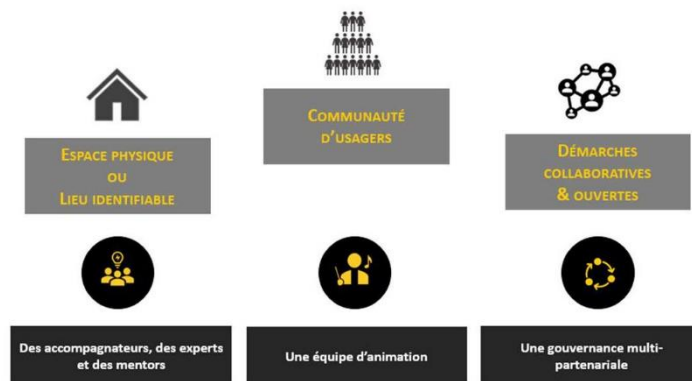 COMMUNAUTÉ
D'USAGERS
ESPACE PHYSIQUE
OU
LIEU IDENTIFIABLE
DÉMARCHES
COLLABORATIVES
& OUVERTES
Des accompagnateurs, des experts
et des mentors
Une équipe d'animation
Une gouvernance multi-
partenariale